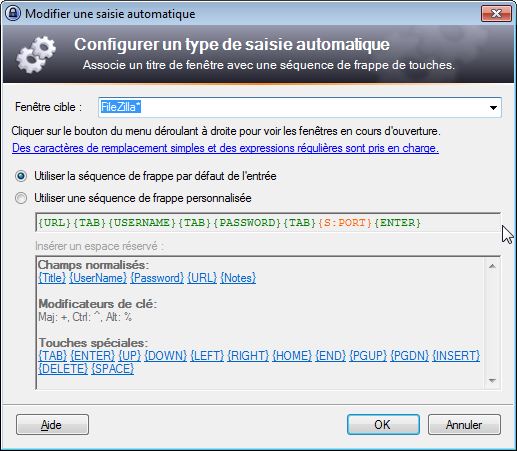 Modifier une saisie automatique
Configurer un type de saisie automatique
Associe un titre de fenêtre avec une séquence de frappe de touches.
Fenêtre cible : FileZilla*
Cliquer sur le bouton du menu déroulant à droite pour voir les fenêtres en cours d'ouverture.
Des caractères de remplacement simples et des expressions régulières sont pris en charge.
Utiliser la séquence de frappe par défaut de l'entrée
Utiliser une séquence de frappe personnalisée
{URL}{TAB}{USERNAME}{TAB}{PASSWORD}{TAB}{S:PORT}{ENTER}
Insérer un espace réservé :
Champs normalisés:
{Title} {UserName} {Password} {URL} {Notes}
Modificateurs de clé:
Maj: +, Ctrl: ^, Alt: %
Touches spéciales:
{TAB} {ENTER} {UP} {DOWN} {LEFT} {RIGHT} {HOME} {END} {PGUP} {PGDN} {INSERT}
{DELETE} {SPACE}
Aide OK Annuler